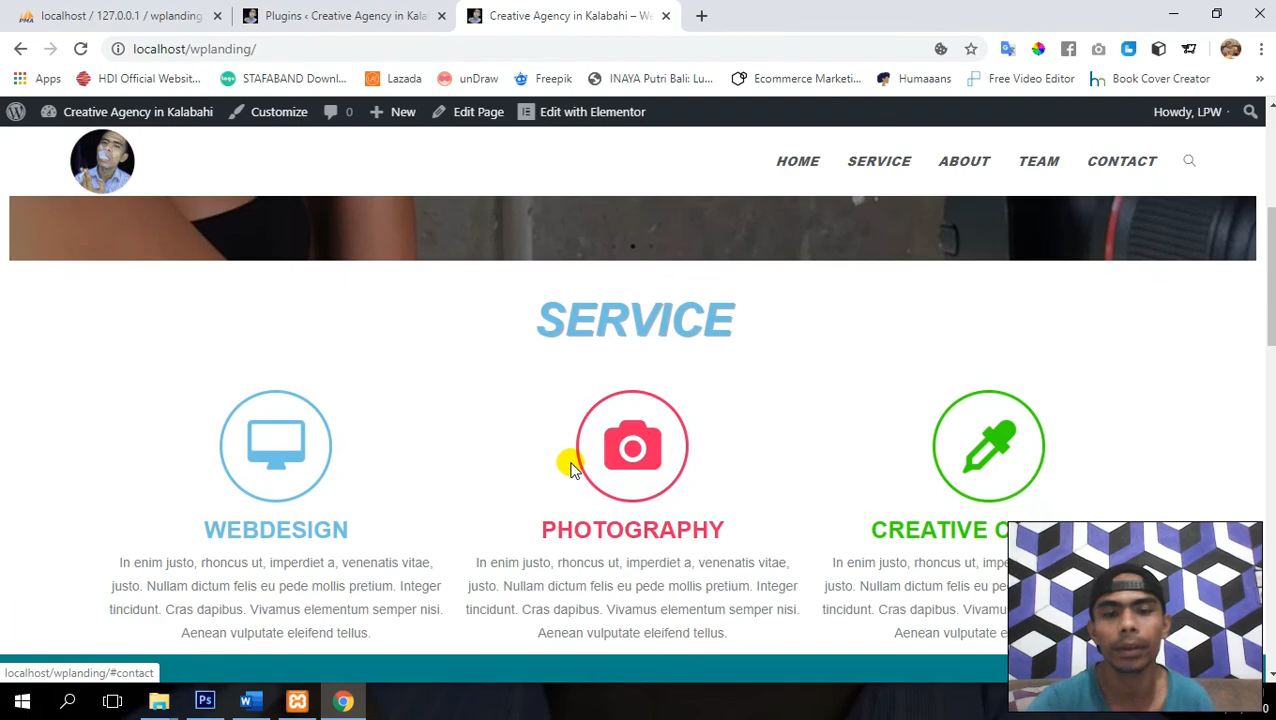 localhost / 127.0.0.1 / wplanding
Plugins ‹ Creative Agency in Kala
Creative Agency in Kalabahi – We
localhost/wplanding/
Apps
HDI Official Websit...
STAFABAND Downl...
Lazada
unDraw
Freepik
INAYA Putri Bali: Lu...
Ecommerce Marketi...
Humaaans
Free Video Editor
Book Cover Creator
»
Creative Agency in Kalabahi
Customize
0
New
Edit Page
Edit with Elementor
Howdy, LPW
HOME
SERVICE
ABOUT
TEAM
CONTACT
SERVICE
WEBDESIGN
In enim justo, rhoncus ut, imperdiet a, venenatis vitae,
justo. Nullam dictum felis eu pede mollis pretium. Integer
tincidunt. Cras dapibus. Vivamus elementum semper nisi.
Aenean vulputate eleifend tellus.
PHOTOGRAPHY
In enim justo, rhoncus ut, imperdiet a, venenatis vitae,
justo. Nullam dictum felis eu pede mollis pretium. Integer
tincidunt. Cras dapibus. Vivamus elementum semper nisi.
Aenean vulputate eleifend tellus.
CREATIVE
In enim justo, rhoncus ut, impe
justo. Nullam dictum felis eu pe
tincidunt. Cras dapibus. Vivamu
Aenean vulputate e
localhost/wplanding/#contact